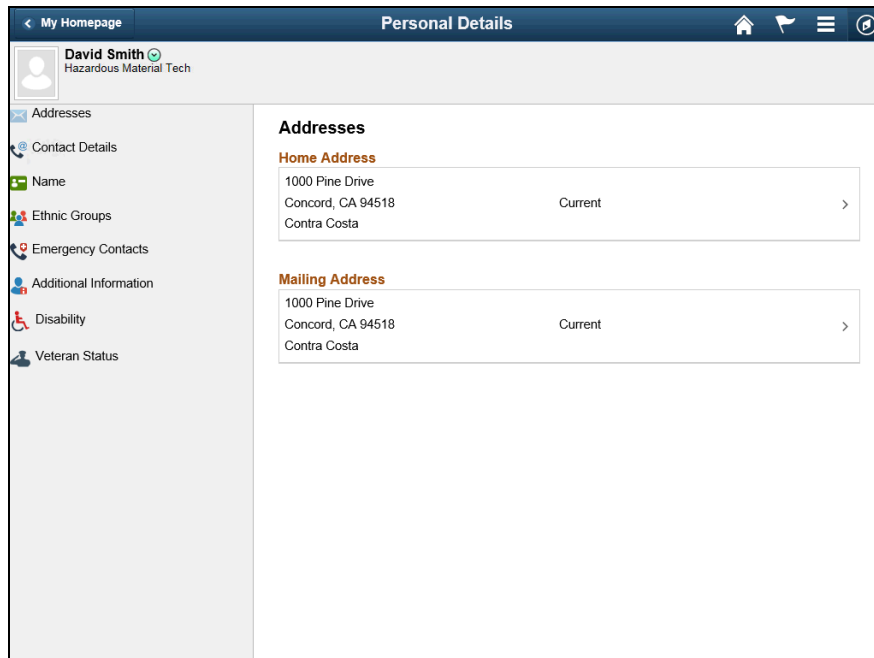 My Homepage
Personal Details
David Smith
Hazardous Material Tech
Addresses
Contact Details
Name
Ethnic Groups
Emergency Contacts
Additional Information
Disability
Veteran Status
Addresses
Home Address
1000 Pine Drive
Concord, CA 94518 Current
Contra Costa
Mailing Address
1000 Pine Drive
Concord, CA 94518 Current
Contra Costa